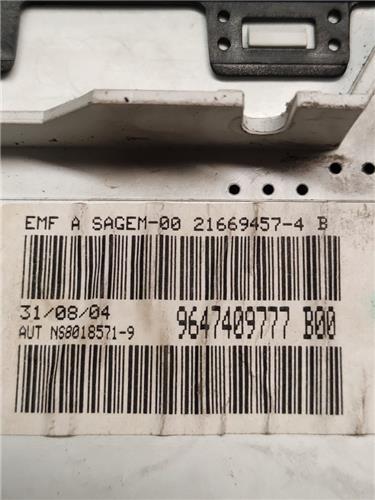 EMF A SAGEM-00 21669457-4 B
31/08/04 9647409777 B00
AUT NS8018571-9